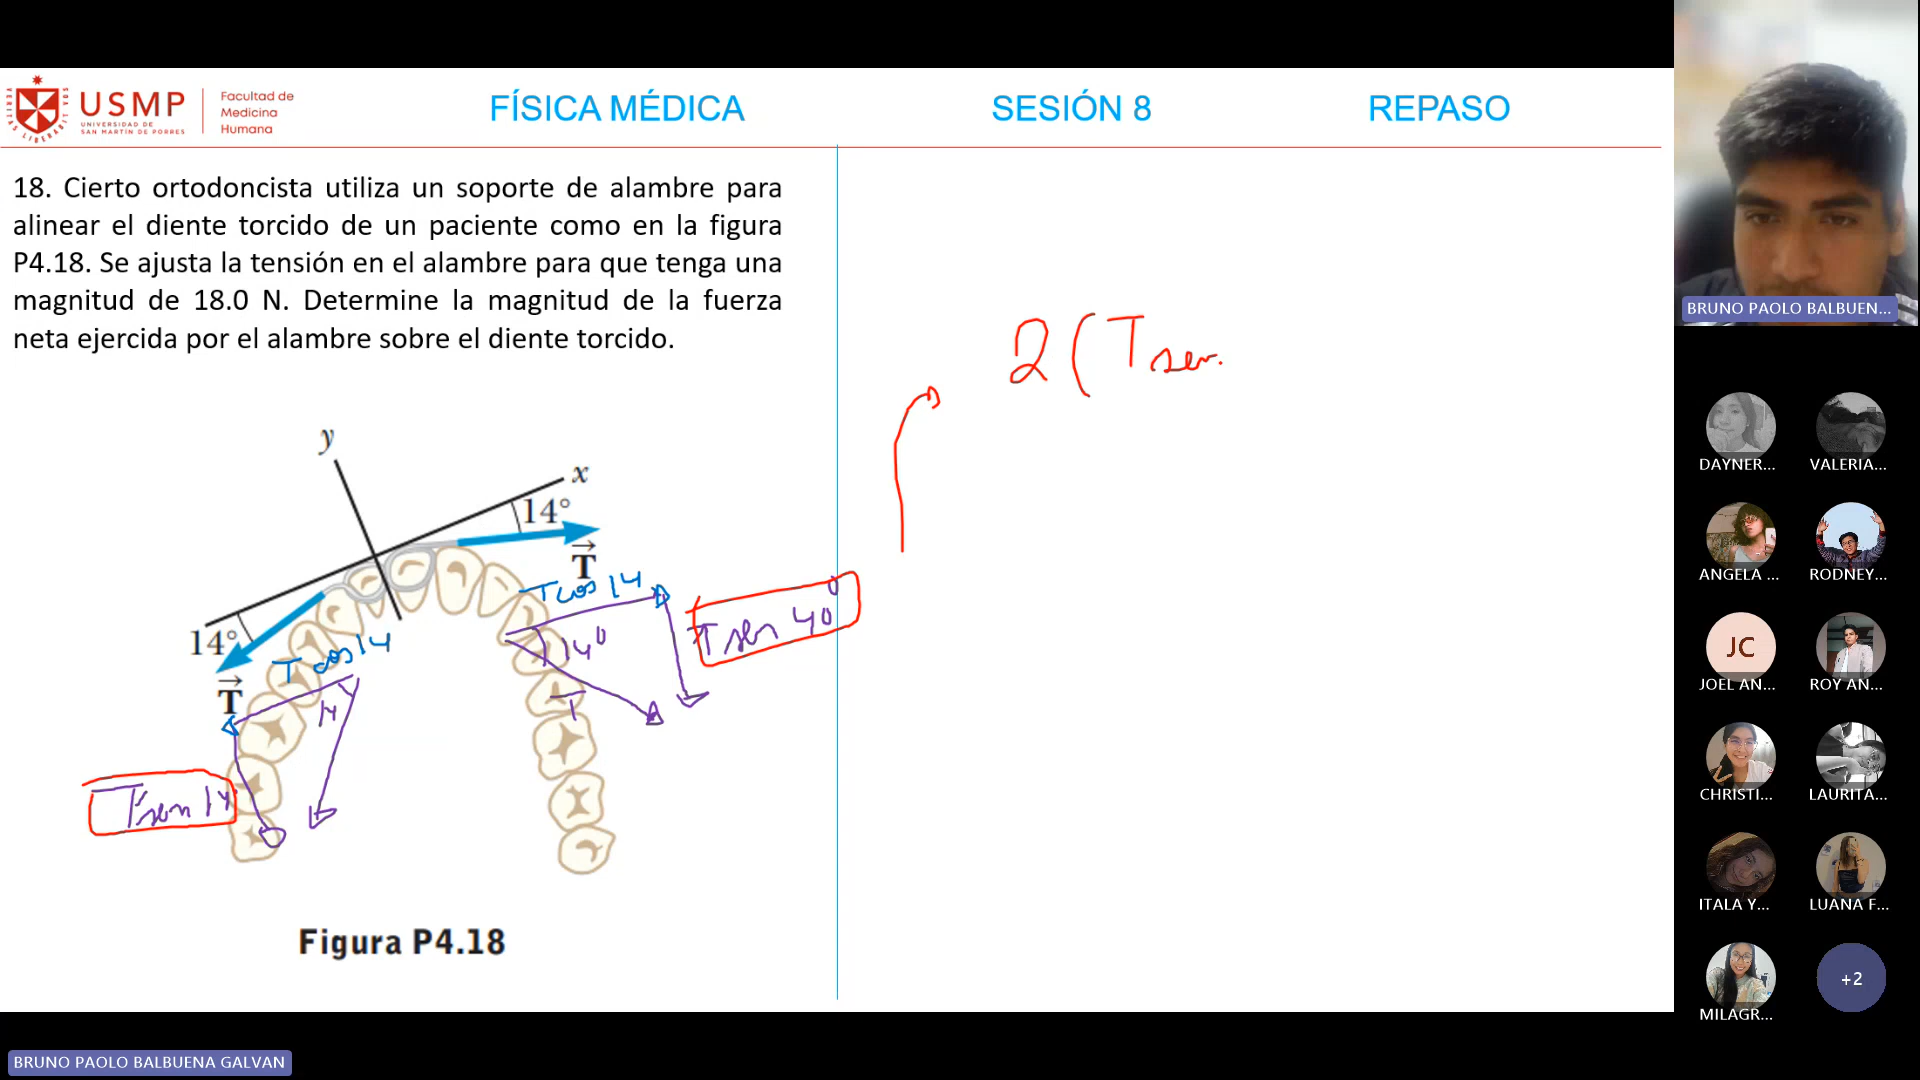 USMP
UNIVERSIDAD DE
SAN MARTÍN DE PORRES
Facultad de
Medicina
Humana
FÍSICA MÉDICA
SESIÓN 8
REPASO
18. Cierto ortodoncista utiliza un soporte de alambre para
alinear el diente torcido de un paciente como en la figura
P4.18. Se ajusta la tensión en el alambre para que tenga una
magnitud de 18.0 N. Determine la magnitud de la fuerza
neta ejercida por el alambre sobre el diente torcido.
2 ( T sen.
y
x
14°
T
T cos 14
T sen 40°
14°
T
14°
T cos 14
T
14
T sen 14
Figura P4.18
BRUNO PAOLO BALBUEN...
DAYNER...
VALERIA...
ANGELA ...
RODNEY...
JC
JOEL AN...
ROY AN...
CHRISTI...
LAURITA...
ITALA Y...
LUANA F...
MILAGR...
+2
BRUNO PAOLO BALBUENA GALVAN